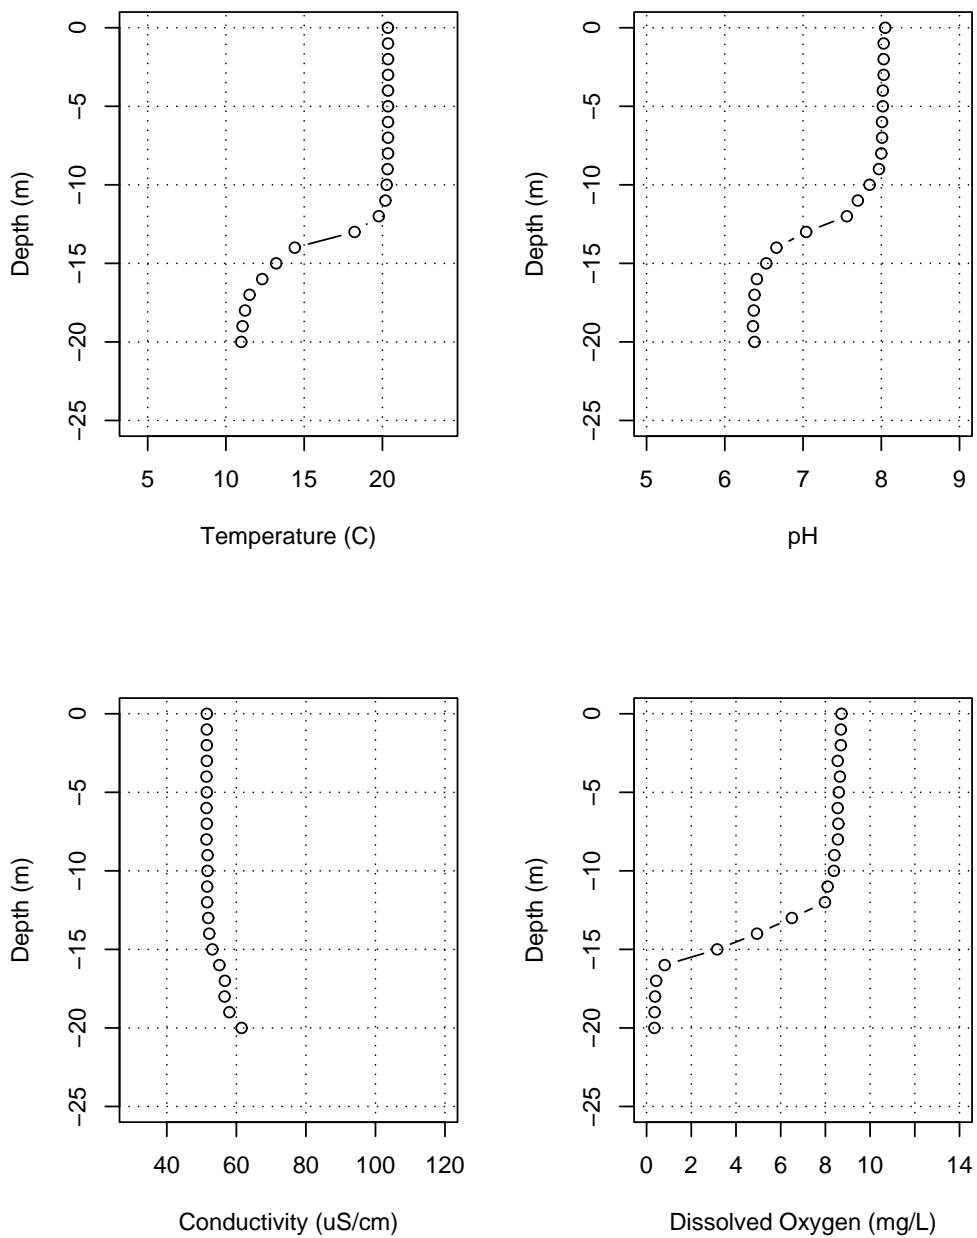 0
−5
−10
−15
−20
−25
Depth (m)
5 10 15 20
Temperature (C)
0
−5
−10
−15
−20
−25
Depth (m)
5 6 7 8 9
pH
0
−5
−10
−15
−20
−25
Depth (m)
40 60 80 100 120
Conductivity (uS/cm)
0
−5
−10
−15
−20
−25
Depth (m)
0 2 4 6 8 10 14
Dissolved Oxygen (mg/L)